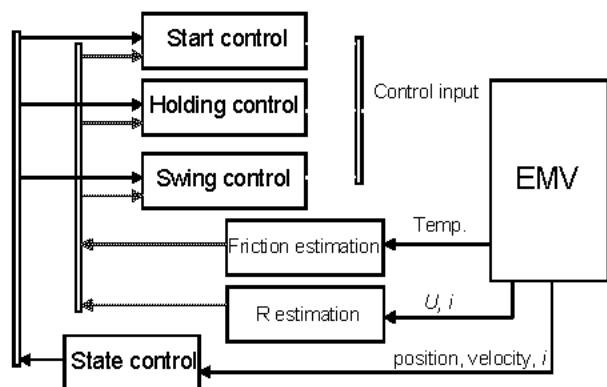 Start control
Control input
Holding control
EMV
Swing control
Temp.
Friction estimation
U, i
R estimation
State control
position, velocity, i